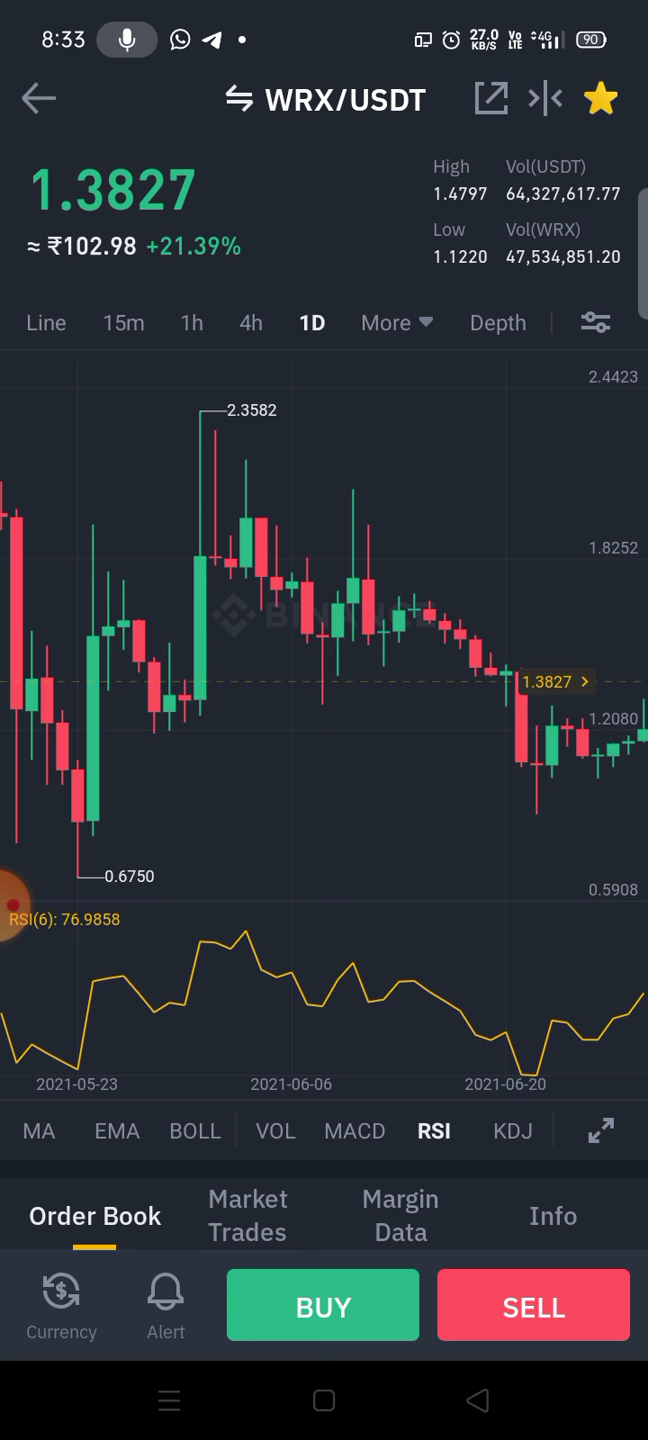 8:33
27.0 KB/S
Vo LTE
4G
90
WRX/USDT
1.3827
≈ ₹102.98 +21.39%
High
Vol(USDT)
1.4797
64,327,617.77
Low
Vol(WRX)
1.1220
47,534,851.20
Line 15m 1h 4h 1D More Depth
2.4423
2.3582
1.8252
BINANCE
1.3827
1.2080
0.6750
0.5908
RSI(6): 76.9858
2021-05-23 2021-06-06 2021-06-20
MA EMA BOLL VOL MACD RSI KDJ
Order Book
Market
Trades
Margin
Data
Info
Currency
Alert
BUY
SELL